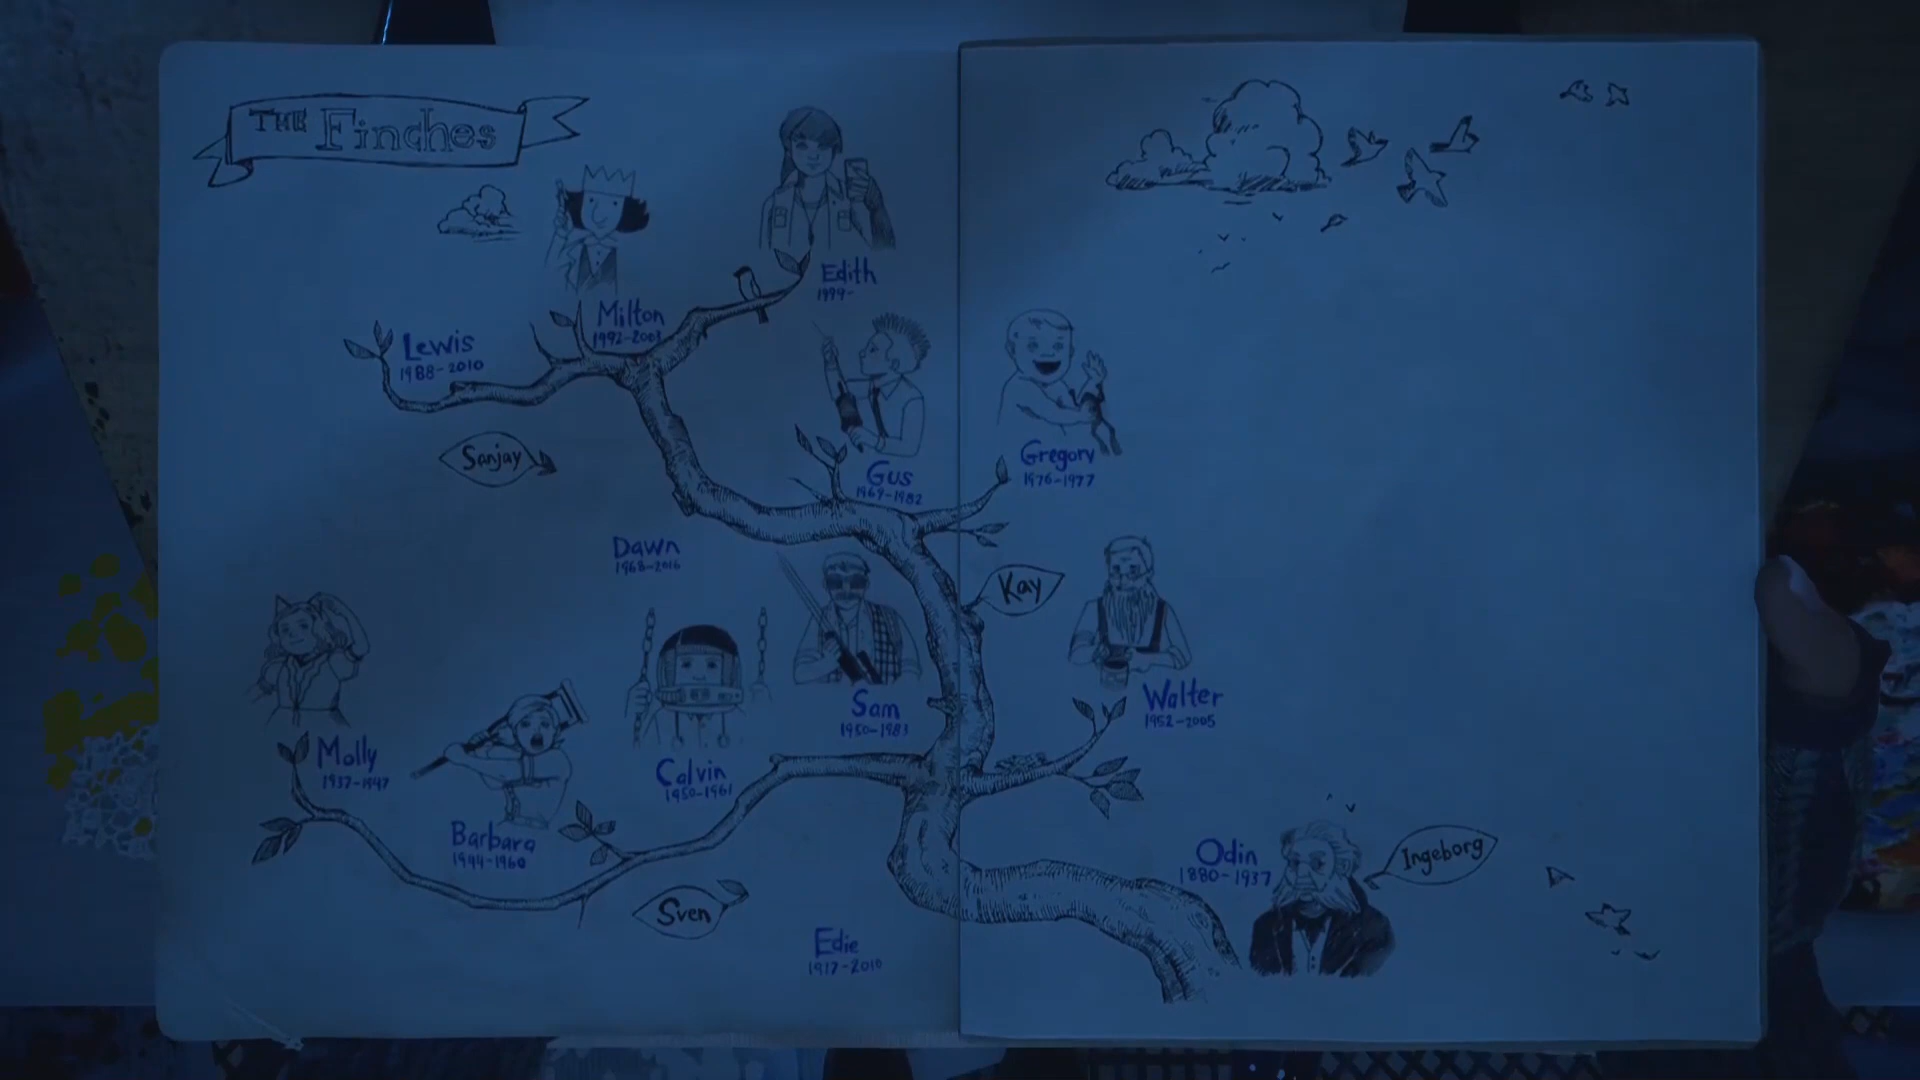 THE Finches
Edith
1999-
Milton
1992-2003
Lewis
1988-2010
Sanjay
Gus
1969-1982
Gregory
1976-1977
Dawn
1968-2016
Kay
Sam
1950-1983
Walter
1952-2005
Molly
1937-1947
Calvin
1950-1961
Barbara
1944-1960
Odin
1880-1937
Ingeborg
Sven
Edie
1917-2010